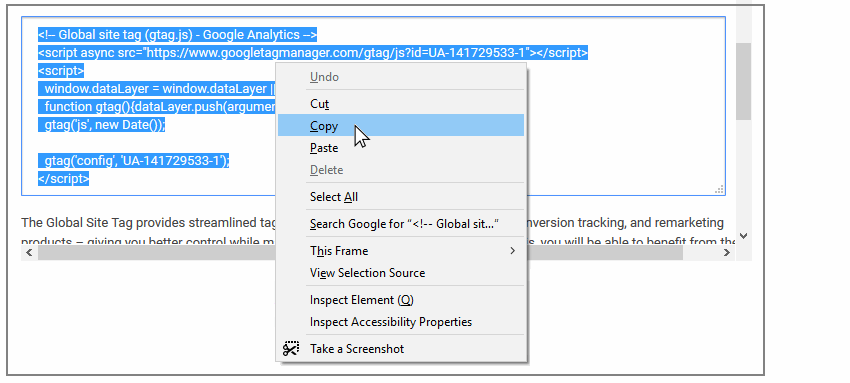 <!-- Global site tag (gtag.js) - Google Analytics -->
<script async src="https://www.googletagmanager.com/gtag/js?id=UA-141729533-1"></script>
<script>
window.dataLayer = window.dataLayer ||
function gtag(){dataLayer.push(argumen
gtag('js', new Date());
gtag('config', 'UA-141729533-1');
</script>
Undo
Cut
Copy
Paste
Delete
Select All
Search Google for “<!-- Global sit...”
This Frame
View Selection Source
Inspect Element (Q)
Inspect Accessibility Properties
Take a Screenshot
The Global Site Tag provides streamlined tag nversion tracking, and remarketing
products – giving you better control while m s, you will be able to benefit from the